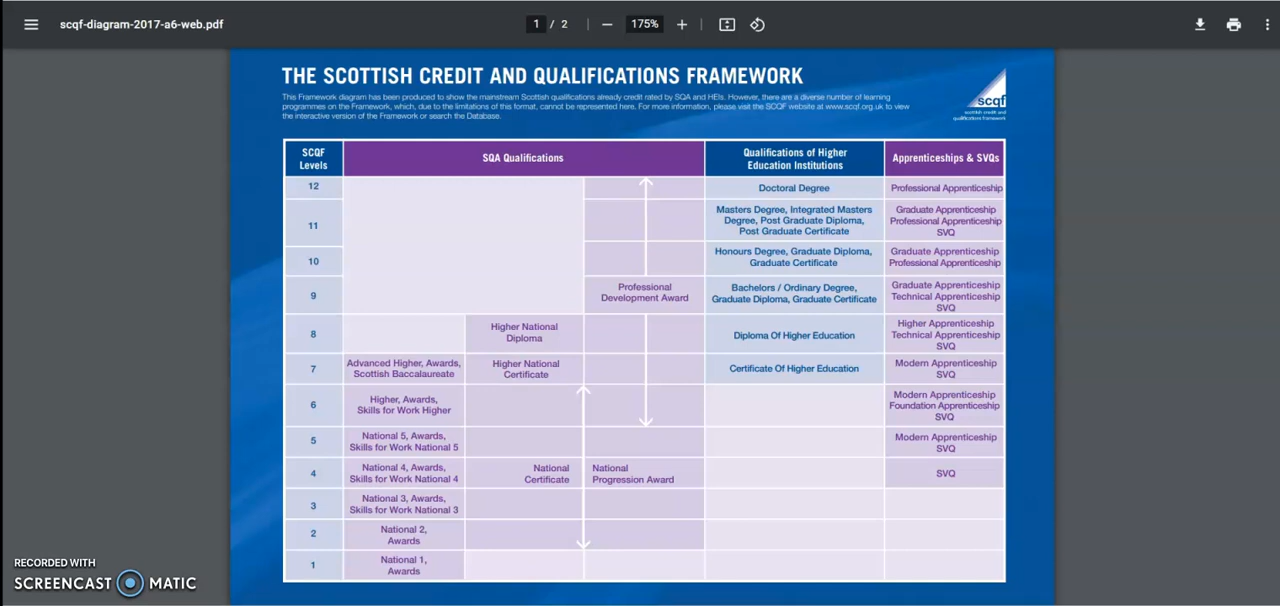 scqf-diagram-2017-a6-web.pdf
1 / 2
175%
THE SCOTTISH CREDIT AND QUALIFICATIONS FRAMEWORK
This Framework diagram has been produced to show the mainstream Scottish qualifications already credit rated by SQA and HEIs. However, there are a diverse number of learning
programmes on the Framework, which, due to the limitations of this format, cannot be represented here. For more information, please visit the SCQF website at www.scqf.org.uk to view
the interactive version of the Framework or search the Database.
scqf
scottish credit and
qualifications framework
SCQF
Levels
SQA Qualifications
Qualifications of Higher
Education Institutions
Apprenticeships & SVQs
12
Doctoral Degree
Professional Apprenticeship
11
Masters Degree, Integrated Masters
Degree, Post Graduate Diploma,
Post Graduate Certificate
Graduate Apprenticeship
Professional Apprenticeship
SVQ
10
Honours Degree, Graduate Diploma,
Graduate Certificate
Graduate Apprenticeship
Professional Apprenticeship
9
Professional
Development Award
Bachelors / Ordinary Degree,
Graduate Diploma, Graduate Certificate
Graduate Apprenticeship
Technical Apprenticeship
SVQ
8
Higher National
Diploma
Diploma Of Higher Education
Higher Apprenticeship
Technical Apprenticeship
SVQ
7
Advanced Higher, Awards,
Scottish Baccalaureate
Higher National
Certificate
Certificate Of Higher Education
Modern Apprenticeship
SVQ
6
Higher, Awards,
Skills for Work Higher
Modern Apprenticeship
Foundation Apprenticeship
SVQ
5
National 5, Awards,
Skills for Work National 5
Modern Apprenticeship
SVQ
4
National 4, Awards,
Skills for Work National 4
National
Certificate
National
Progression Award
SVQ
3
National 3, Awards,
Skills for Work National 3
2
National 2,
Awards
1
National 1,
Awards
RECORDED WITH
SCREENCAST MATIC